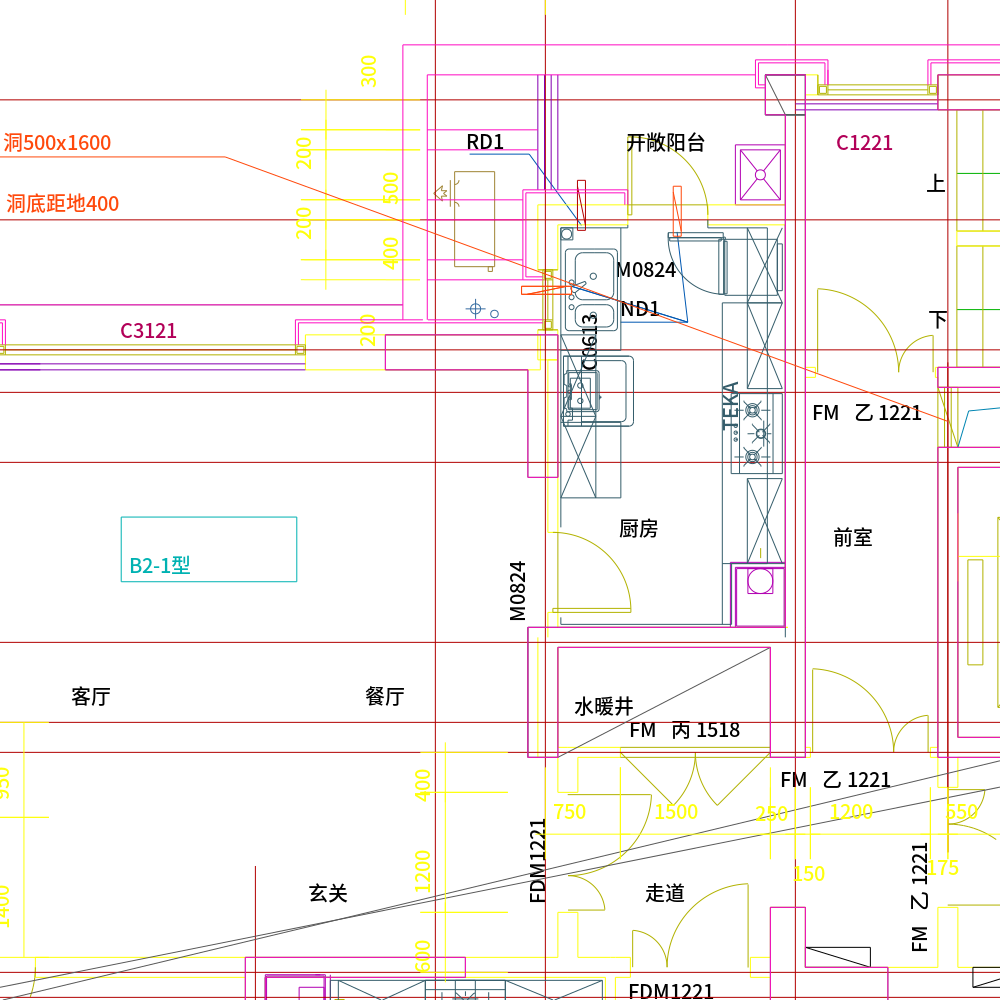 300
洞500x1600
200
RD1
开敞阳台
C1221
洞底距地400
500
上
200
400
M0824
ND1
下
C3121
200
C0613
TEKA
FM 乙 1221
厨房
前室
B2-1型
M0824
客厅
餐厅
水暖井
FM 丙 1518
950
400
FM 乙 1221
750
1500
250
1200
550
FDM1221
1200
150
175
FM 乙 1221
1400
玄关
走道
600
FDM1221